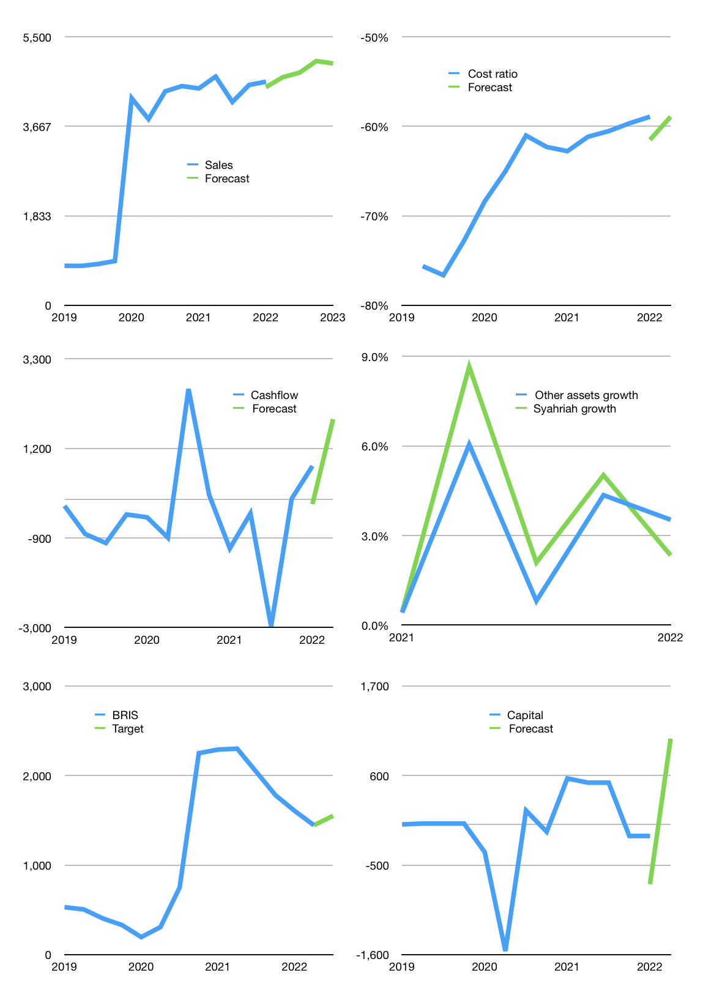 5,500
3,667
1,833
0
Sales
Forecast
2019 2020 2021 2022 2023
-50%
-60%
-70%
-80%
Cost ratio
Forecast
2019 2020 2021 2022
3,300
1,200
-900
-3,000
Cashflow
Forecast
2019 2020 2021 2022
9.0%
6.0%
3.0%
0.0%
Other assets growth
Syahriah growth
2021 2022
3,000
2,000
1,000
0
BRIS
Target
2019 2020 2021 2022
1,700
600
-500
-1,600
Capital
Forecast
2019 2020 2021 2022